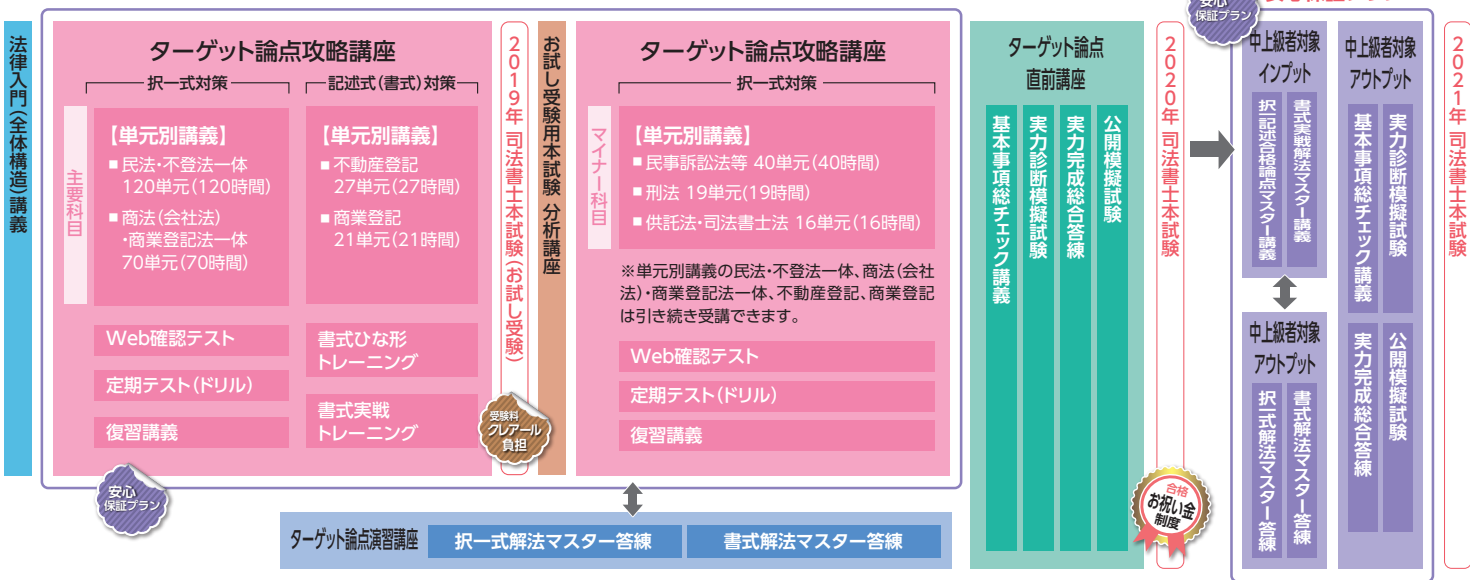 法律入門(全体構造)講義
ターゲット論点攻略講座
択一式対策
記述式(書式)対策
主要科目
【単元別講義】
■民法・不登法一体
120単元(120時間)
■商法(会社法)
・商業登記法一体
70単元(70時間)
【単元別講義】
■不動産登記
27単元(27時間)
■商業登記
21単元(21時間)
Web確認テスト
定期テスト(ドリル)
復習講義
書式ひな形
トレーニング
書式実戦
トレーニング
安心
保証プラン
2019年 司法書士本試験(お試し受験)
受験料
クレアール
負担
お試し受験用本試験 分析講座
ターゲット論点攻略講座
択一式対策
マイナー科目
【単元別講義】
■民事訴訟法等 40単元(40時間)
■刑法 19単元(19時間)
■供託法・司法書士法 16単元(16時間)
※単元別講義の民法・不登法一体、商法(会社
法)・商業登記法一体、不動産登記、商業登記
は引き続き受講できます。
Web確認テスト
定期テスト(ドリル)
復習講義
ターゲット論点演習講座
択一式解法マスター答練
書式解法マスター答練
ターゲット論点
直前講座
基本事項総チェック講義
実力診断模擬試験
実力完成総合答練
公開模擬試験
2020年 司法書士本試験
合格
お祝い金
制度
安心
保証プラン
中上級者対象
インプット
択一記述合格論点マスター講義
書式実戦解法マスター講義
中上級者対象
アウトプット
択一式解法マスター答練
書式解法マスター答練
中上級者対象
アウトプット
基本事項総チェック講義
実力診断模擬試験
実力完成総合答練
公開模擬試験
2021年 司法書士本試験